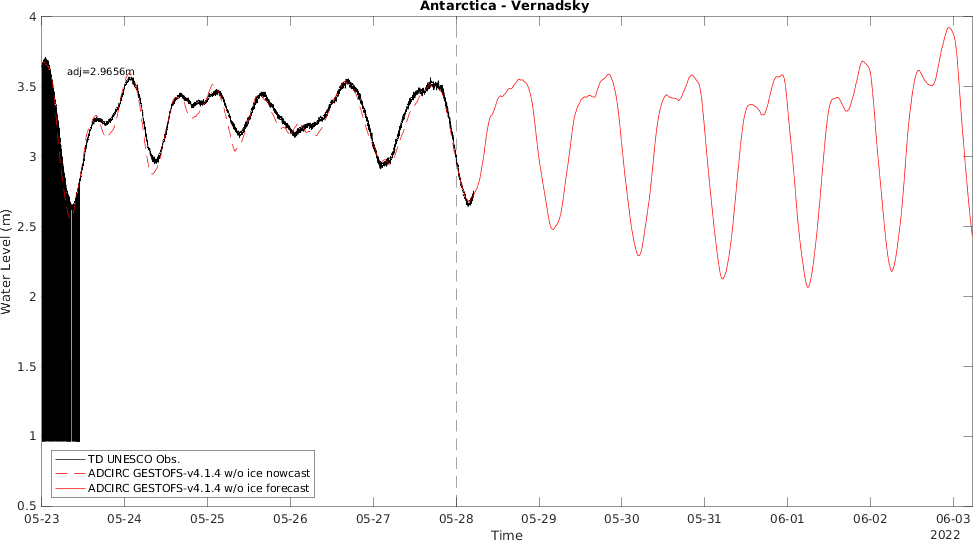 Antarctica - Vernadsky
adj=2.9656m
4
3.5
3
2.5
2
1.5
1
0.5
Water Level (m)
TD UNESCO Obs.
ADCIRC GESTOFS-v4.1.4 w/o ice nowcast
ADCIRC GESTOFS-v4.1.4 w/o ice forecast
05-23 05-24 05-25 05-26 05-27 05-28 05-29 05-30 05-31 06-01 06-02 06-03
Time
2022